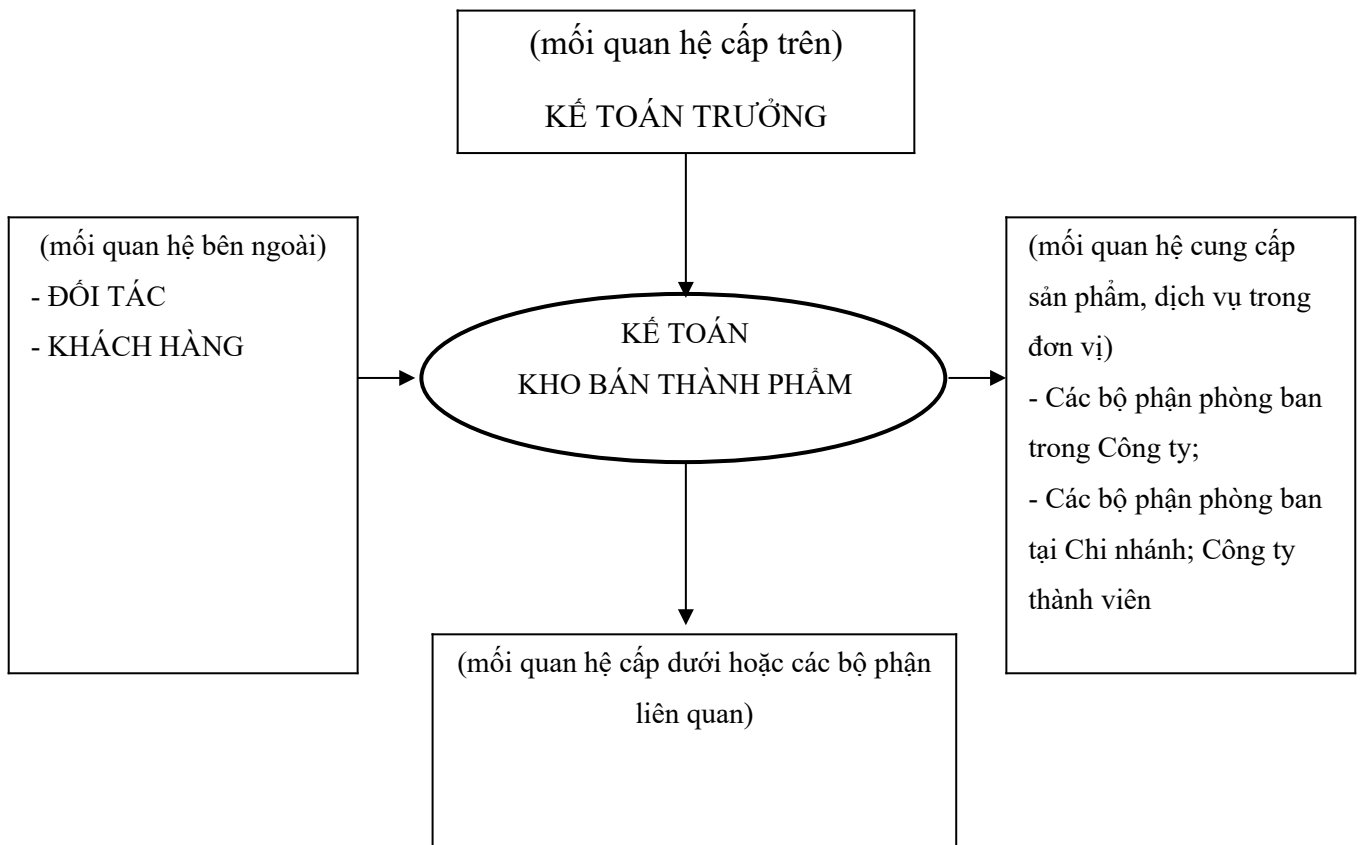 (mối quan hệ cấp trên)
KẾ TOÁN TRƯỞNG
(mối quan hệ bên ngoài)
- ĐỐI TÁC
- KHÁCH HÀNG
KẾ TOÁN
KHO BÁN THÀNH PHẨM
(mối quan hệ cung cấp
sản phẩm, dịch vụ trong
đơn vị)
- Các bộ phận phòng ban
trong Công ty;
- Các bộ phận phòng ban
tại Chi nhánh; Công ty
thành viên
(mối quan hệ cấp dưới hoặc các bộ phận
liên quan)